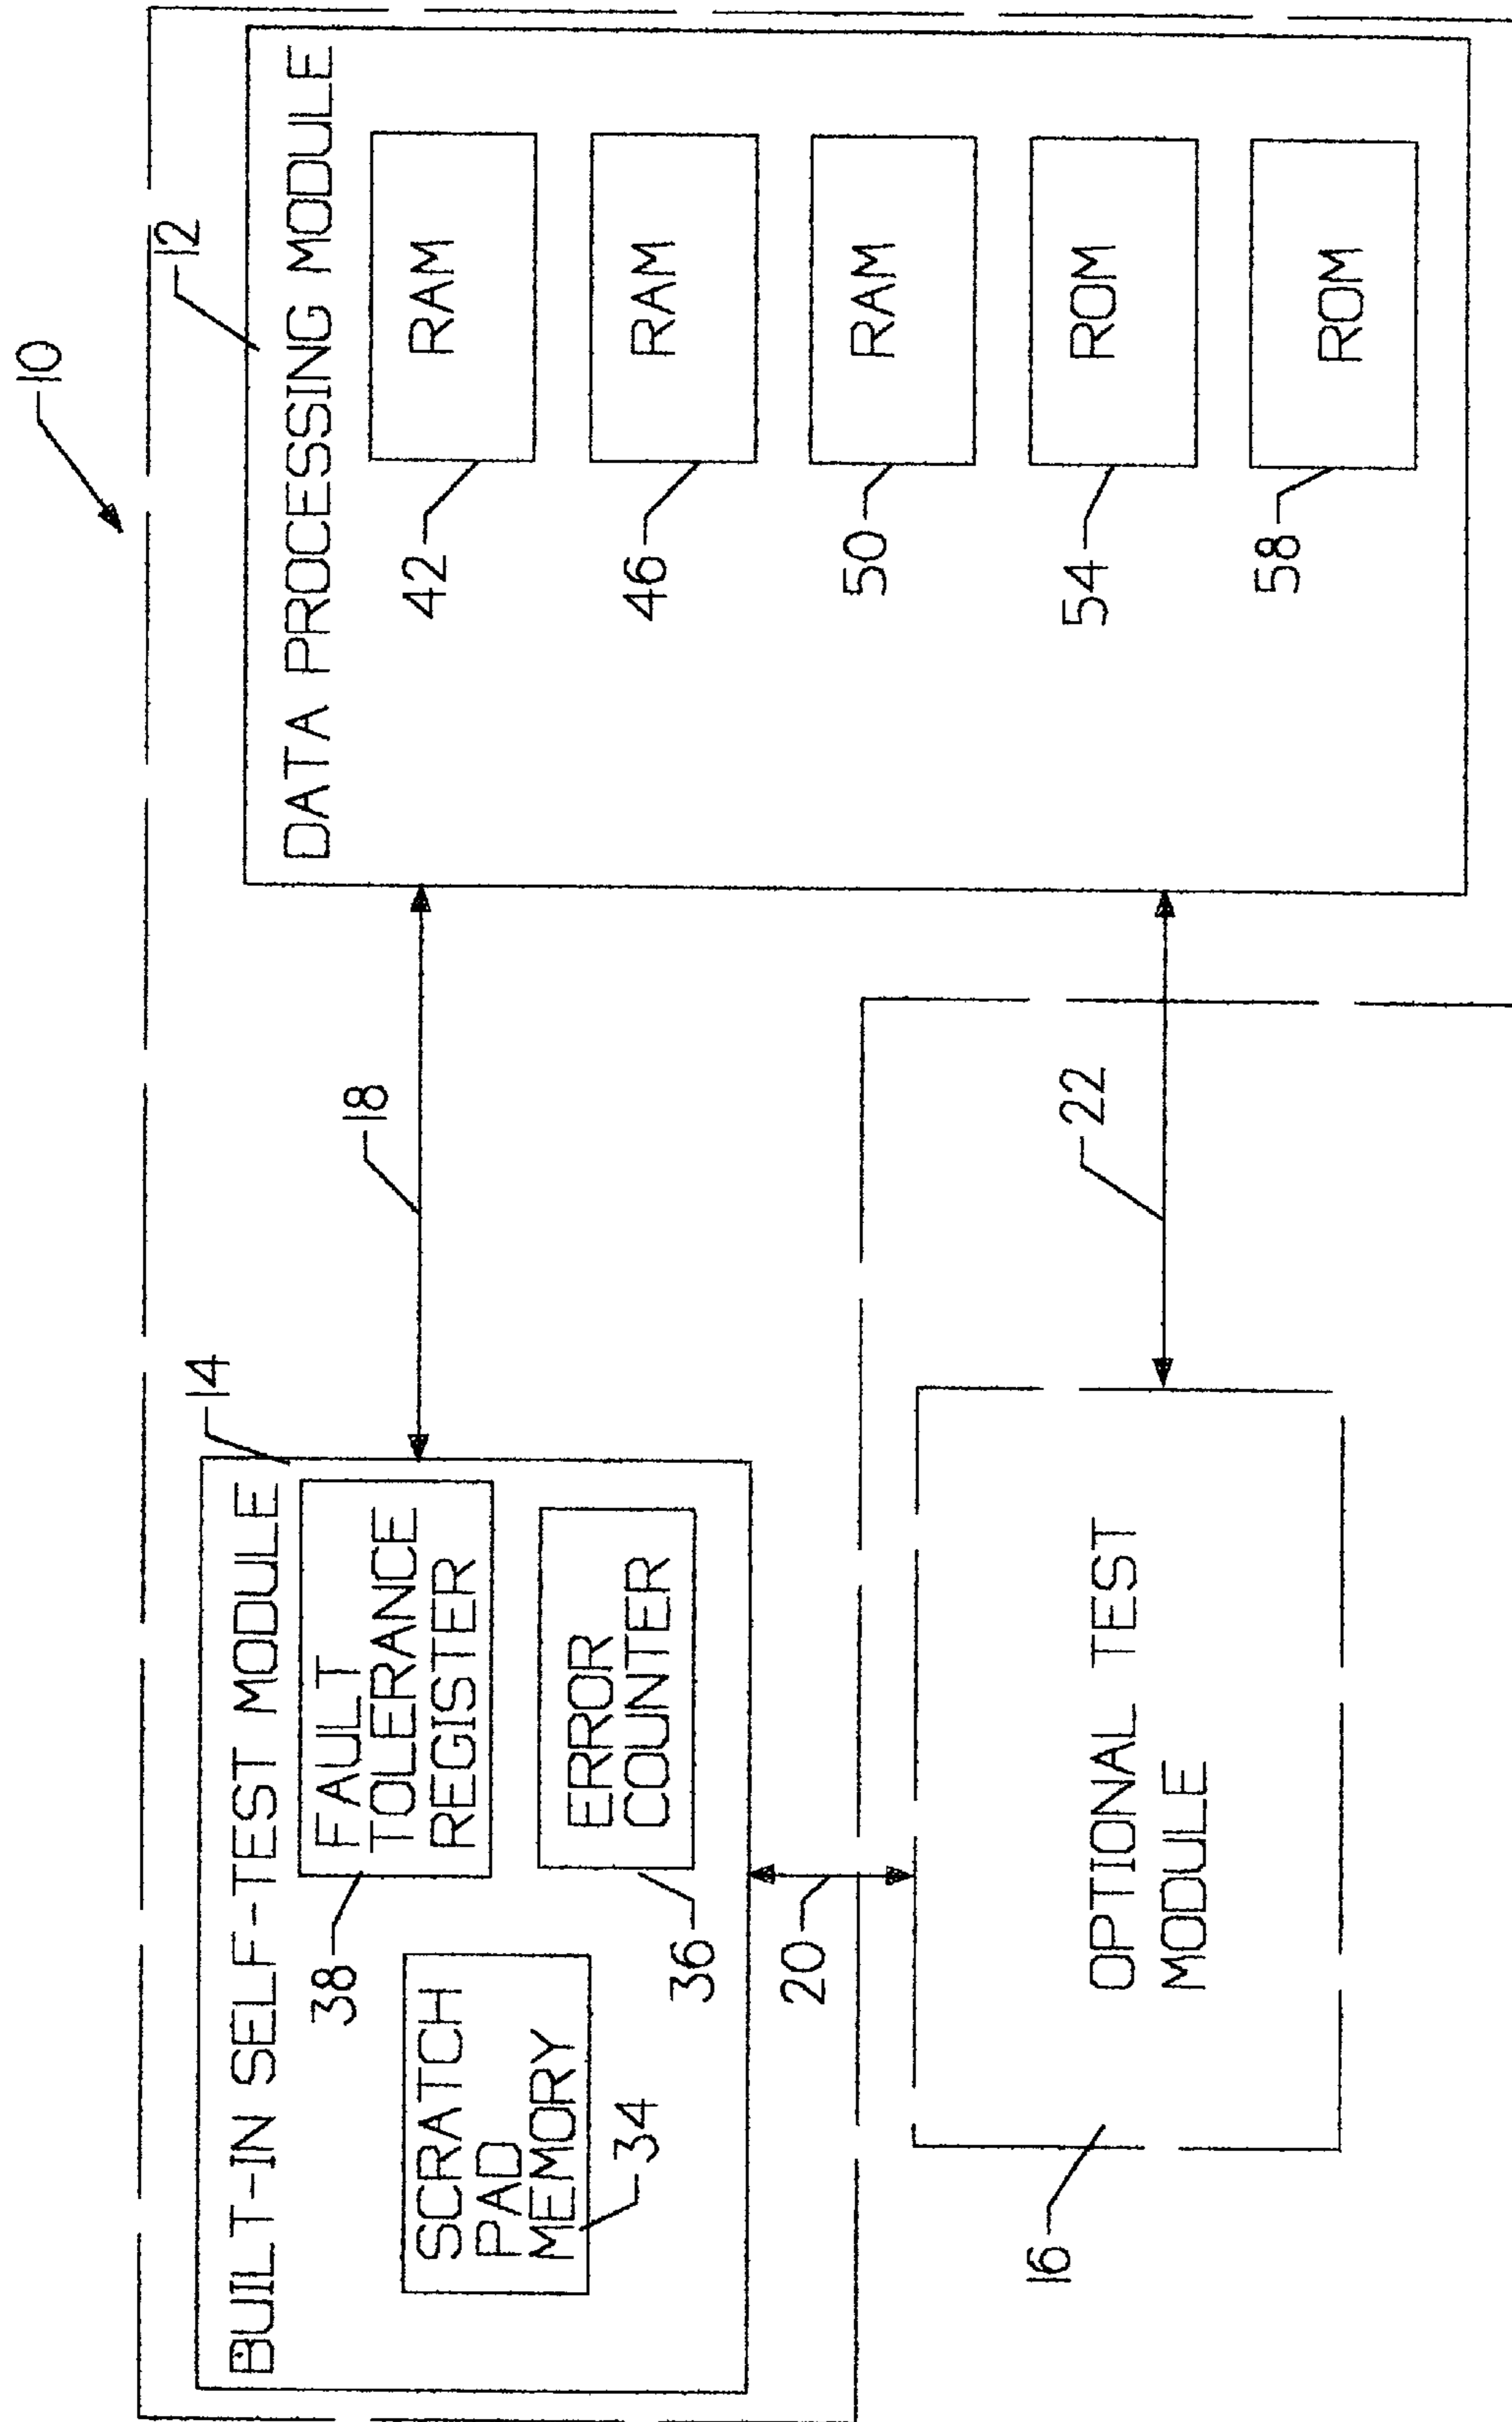 10
12
DATA PROCESSING MODULE
RAM
42
RAM
46
RAM
50
ROM
54
ROM
58
18
22
14
BUILT-IN SELF-TEST MODULE
FAULT
TOLERANCE
REGISTER
38
ERROR
COUNTER
36
SCRATCH
PAD
MEMORY
34
20
OPTIONAL TEST
MODULE
16